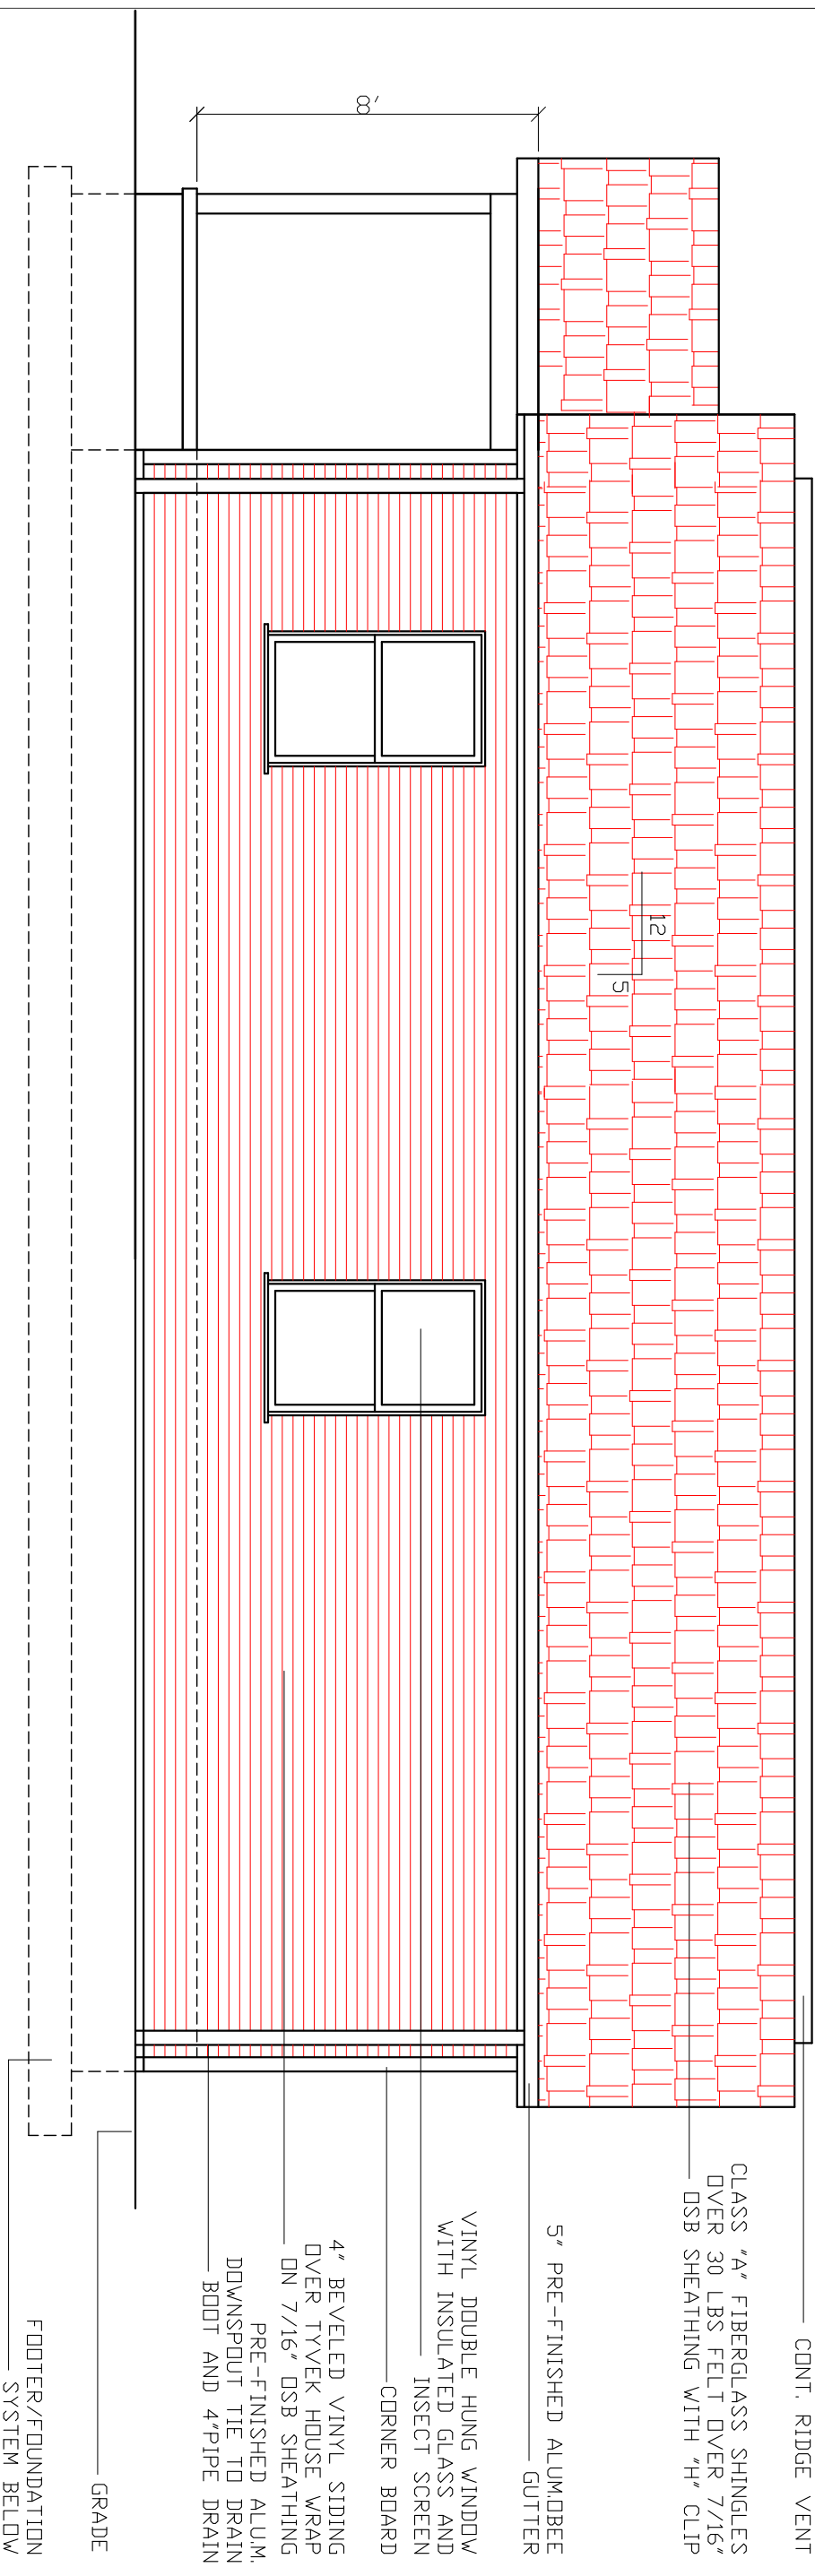 8'
12
5
CONT. RIDGE VENT
CLASS "A" FIBERGLASS SHINGLES
OVER 30 LBS FELT OVER 7/16"
OSB SHEATHING WITH "H" CLIP
5" PRE-FINISHED ALUM.OBEE
GUTTER
VINYL DOUBLE HUNG WINDOW
WITH INSULATED GLASS AND
INSECT SCREEN
CORNER BOARD
4" BEVELED VINYL SIDING
OVER TYVEK HOUSE WRAP
ON 7/16" OSB SHEATHING
PRE-FINISHED ALUM.
DOWNSPOUT TIE TO DRAIN
BOOT AND 4"PIPE DRAIN
GRADE
FOOTER/FOUNDATION
SYSTEM BELOW